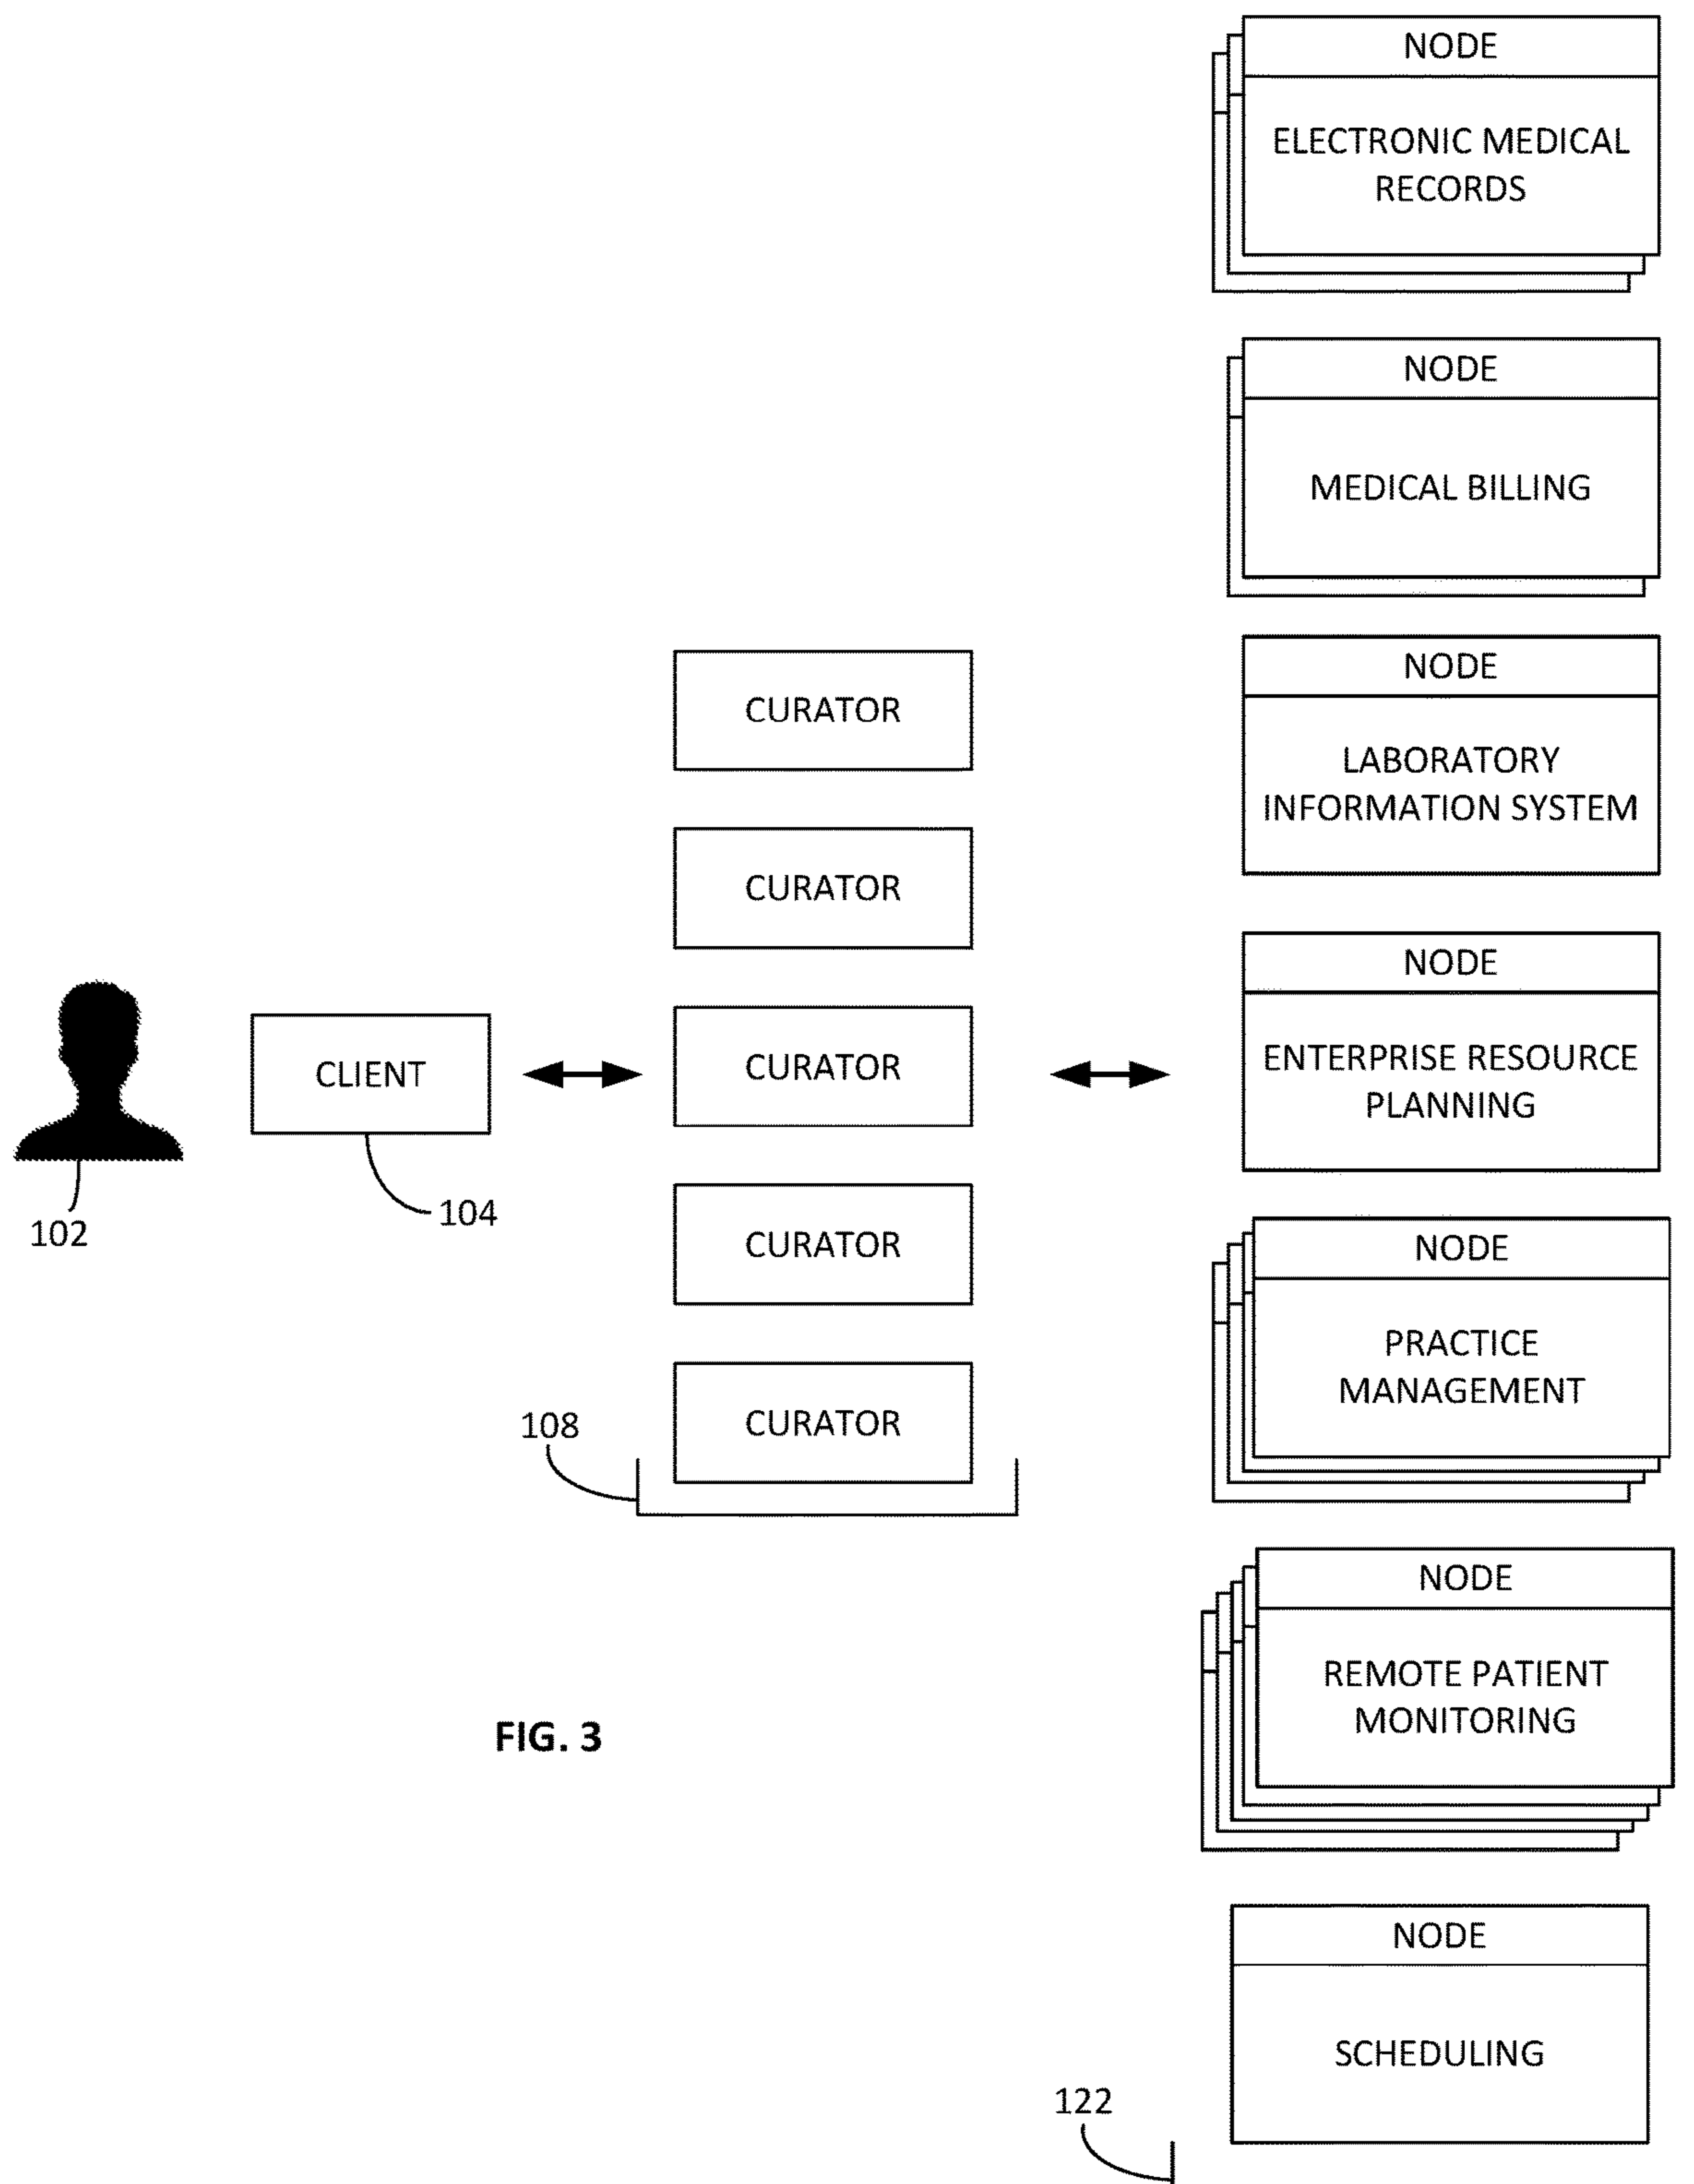 NODE
ELECTRONIC MEDICAL
RECORDS
NODE
MEDICAL BILLING
NODE
LABORATORY
INFORMATION SYSTEM
NODE
ENTERPRISE RESOURCE
PLANNING
NODE
PRACTICE
MANAGEMENT
NODE
REMOTE PATIENT
MONITORING
NODE
SCHEDULING
122
CURATOR
CURATOR
CURATOR
CURATOR
CURATOR
108
CLIENT
104
102
FIG. 3